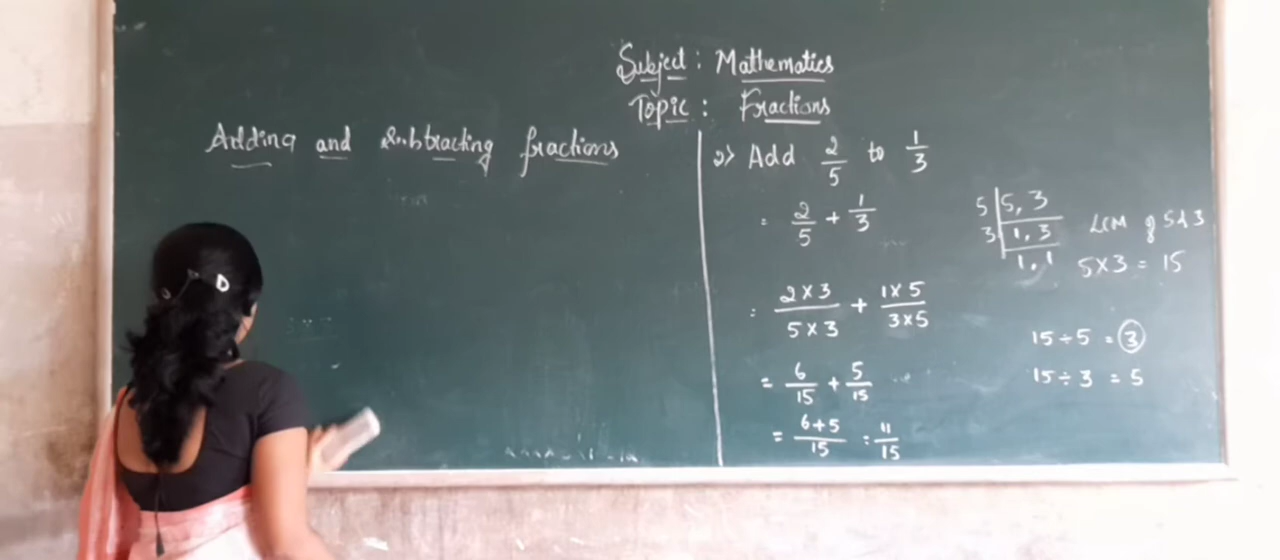 Subject : Mathematics
Topic : Fractions
Adding and Subtracting fractions
2) Add 2/5 to 1/3
= 2/5 + 1/3
= 2 × 3 / 5 × 3 + 1 × 5 / 3 × 5
= 6/15 + 5/15
= 6+5 / 15 = 11/15
5 | 5, 3
3 | 1, 3
1, 1
LCM of 5 & 3
5 × 3 = 15
15 ÷ 5 = 3
15 ÷ 3 = 5